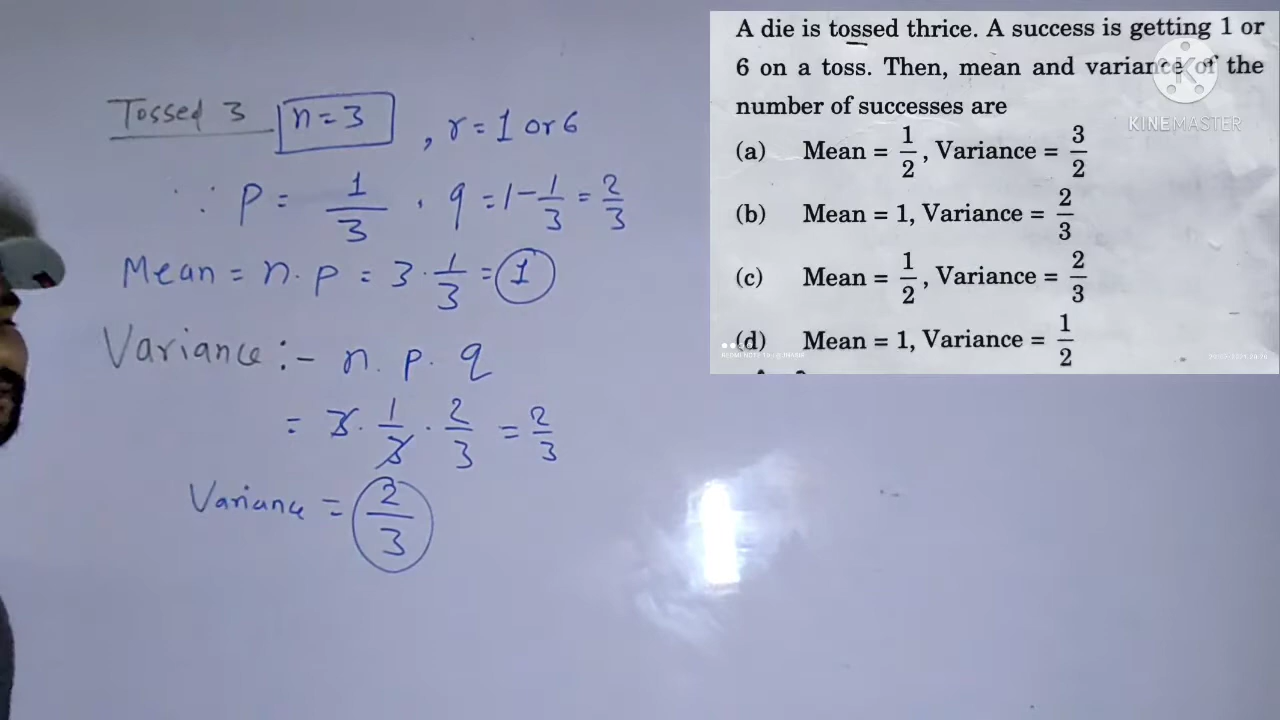 Tossed 3 n=3 , r = 1 or 6
∵ p = 1/3 , q = 1 - 1/3 = 2/3
Mean = n. p = 3 . 1/3 = 1
Variance :- n. p. q
= 3 . 1/3 . 2/3 = 2/3
Variance = 2/3
A die is tossed thrice. A success is getting 1 or
6 on a toss. Then, mean and variance of the
number of successes are
(a) Mean = 1/2, Variance = 3/2
(b) Mean = 1, Variance = 2/3
(c) Mean = 1/2, Variance = 2/3
(d) Mean = 1, Variance = 1/2
KINEMASTER